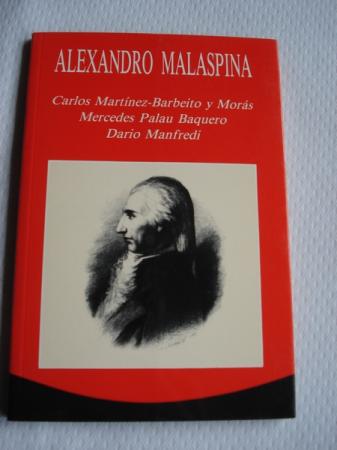 ALEXANDRO MALASPINA
Carlos Martínez-Barbeito y Morás
Mercedes Palau Baquero
Dario Manfredi